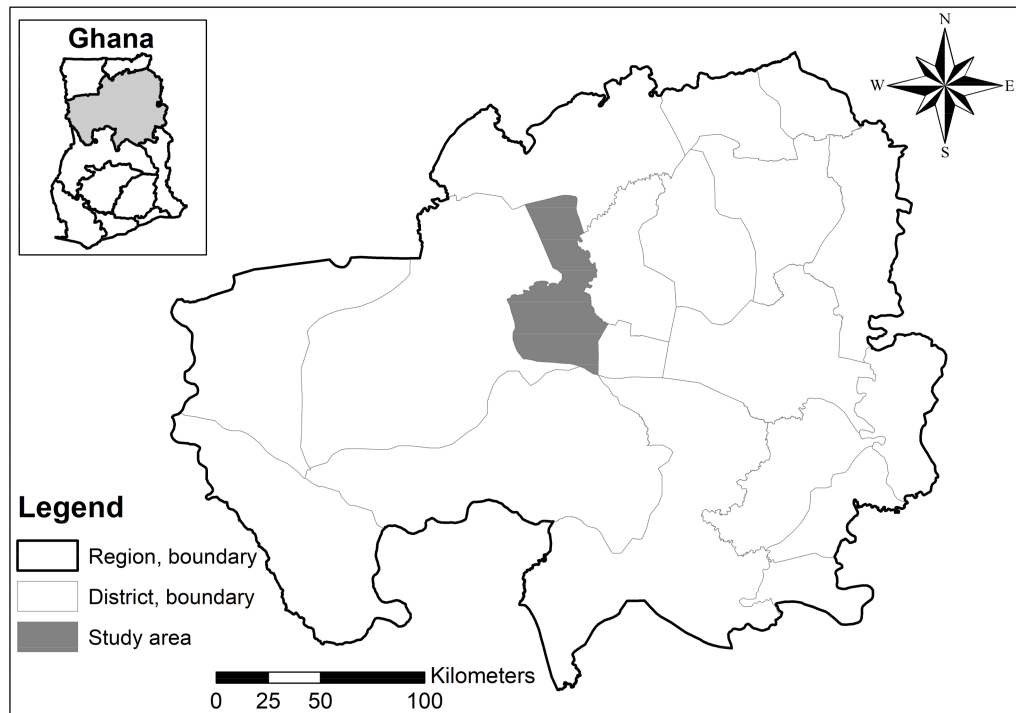 Ghana
N
W E
S
Legend
Region, boundary
District, boundary
Study area
Kilometers
0 25 50 100